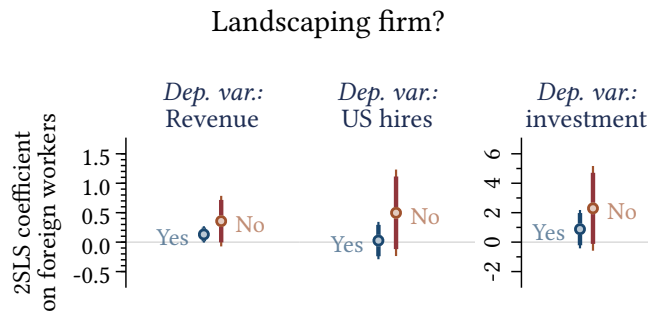 Landscaping firm?
Dep. var.:
Revenue
Dep. var.:
US hires
Dep. var.:
investment
2SLS coefficient
on foreign workers
1.5
1.0
0.5
0.0
-0.5
Yes
No
Yes
No
6
4
2
0
-2
Yes
No